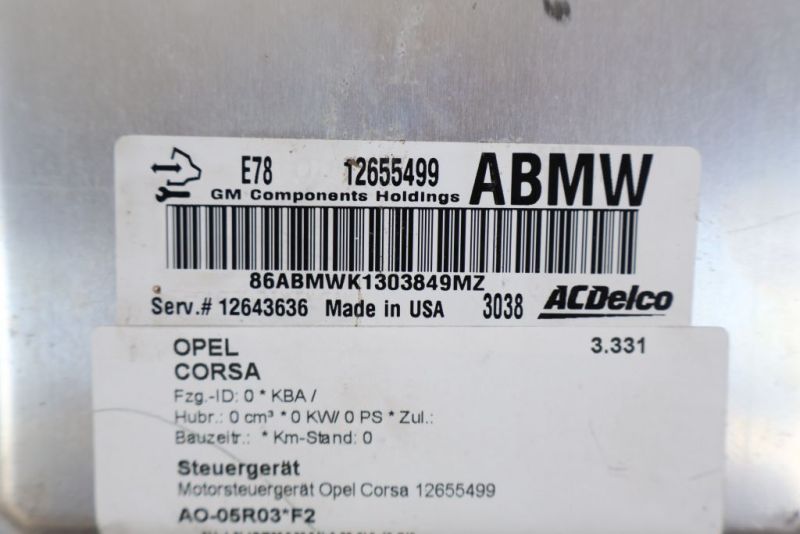 E78 12655499 ABMW
GM Components Holdings
86ABMWK1303849MZ
Serv.# 12643636 Made in USA 3038 ACDelco
OPEL 3.331
CORSA
Fzg.-ID: 0 * KBA /
Hubr.: 0 cm³ * 0 KW/ 0 PS * Zul.:
Bauzeitr.: * Km-Stand: 0
Steuergerät
Motorsteuergerät Opel Corsa 12655499
AO-05R03*F2